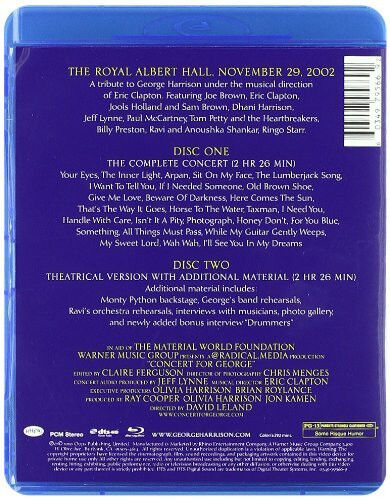 THE ROYAL ALBERT HALL, NOVEMBER 29, 2002
A tribute to George Harrison under the musical direction
of Eric Clapton. Featuring Joe Brown, Eric Clapton,
Jools Holland and Sam Brown, Dhani Harrison,
Jeff Lynne, Paul McCartney, Tom Petty and the Heartbreakers,
Billy Preston, Ravi and Anoushka Shankar, Ringo Starr.
DISC ONE
THE COMPLETE CONCERT (2 HR 26 MIN)
Your Eyes, The Inner Light, Arpan, Sit On My Face, The Lumberjack Song,
I Want To Tell You, If I Needed Someone, Old Brown Shoe,
Give Me Love, Beware Of Darkness, Here Comes The Sun,
That's The Way It Goes, Horse To The Water, Taxman, I Need You,
Handle With Care, Isn't It A Pity, Photograph, Honey Don't, For You Blue,
Something, All Things Must Pass, While My Guitar Gently Weeps,
My Sweet Lord, Wah Wah, I'll See You In My Dreams
DISC TWO
THEATRICAL VERSION WITH ADDITIONAL MATERIAL (2 HR 26 MIN)
Additional material includes:
Monty Python backstage, George's band rehearsals,
Ravi's orchestra rehearsals, interviews with musicians, photo gallery,
and newly added bonus interview "Drummers"
IN AID OF THE MATERIAL WORLD FOUNDATION
WARNER MUSIC GROUP PRESENTS A @RADICAL.MEDIA PRODUCTION
"CONCERT FOR GEORGE"
EDITED BY CLAIRE FERGUSON DIRECTOR OF PHOTOGRAPHY CHRIS MENGES
CONCERT AUDIO PRODUCED BY JEFF LYNNE MUSICAL DIRECTOR ERIC CLAPTON
EXECUTIVE PRODUCERS OLIVIA HARRISON BRIAN ROYLANCE
PRODUCED BY RAY COOPER OLIVIA HARRISON JON KAMEN
DIRECTED BY DAVID LELAND
WWW.CONCERTFORGEORGE.COM
PCM Stereo
WWW.GEORGEHARRISON.COM
PG-13
Some Risque Humor